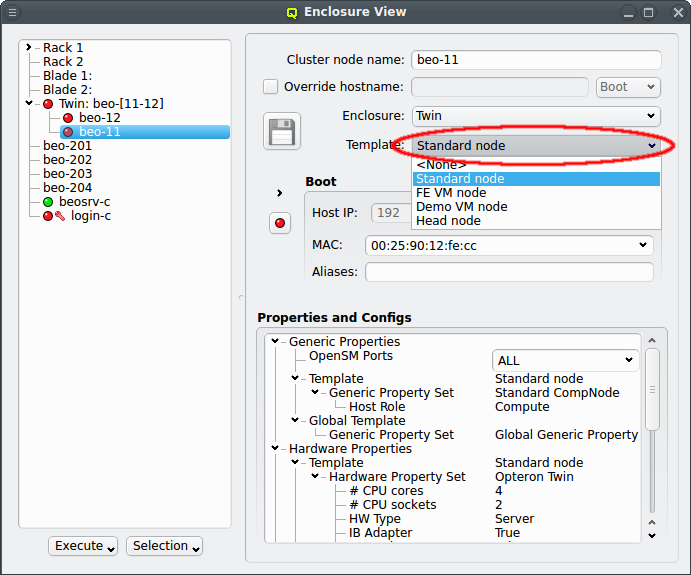 Enclosure View
Rack 1
Rack 2
Blade 1:
Blade 2:
Twin: beo-[11-12]
beo-12
beo-11
beo-201
beo-202
beo-203
beo-204
beosrv-c
login-c
Execute
Selection
Cluster node name: beo-11
Override hostname: Boot
Enclosure: Twin
Template: Standard node
<None>
Standard node
FE VM node
Demo VM node
Head node
Boot
Host IP: 192
MAC: 00:25:90:12:fe:cc
Aliases:
Properties and Configs
Generic Properties
OpenSM Ports ALL
Template Standard node
Generic Property Set Standard CompNode
Host Role Compute
Global Template
Generic Property Set Global Generic Property
Hardware Properties
Template Standard node
Hardware Property Set Opteron Twin
# CPU cores 4
# CPU sockets 2
HW Type Server
IB Adapter True